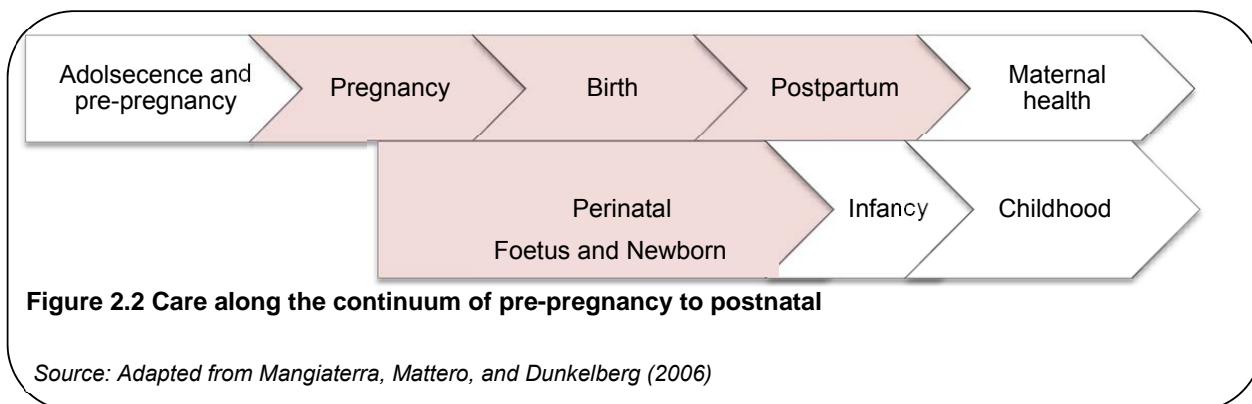 Adolsecence and
pre-pregnancy
Pregnancy
Birth
Postpartum
Maternal
health
Perinatal
Foetus and Newborn
Infancy
Childhood
Figure 2.2 Care along the continuum of pre-pregnancy to postnatal
Source: Adapted from Mangiaterra, Mattero, and Dunkelberg (2006)